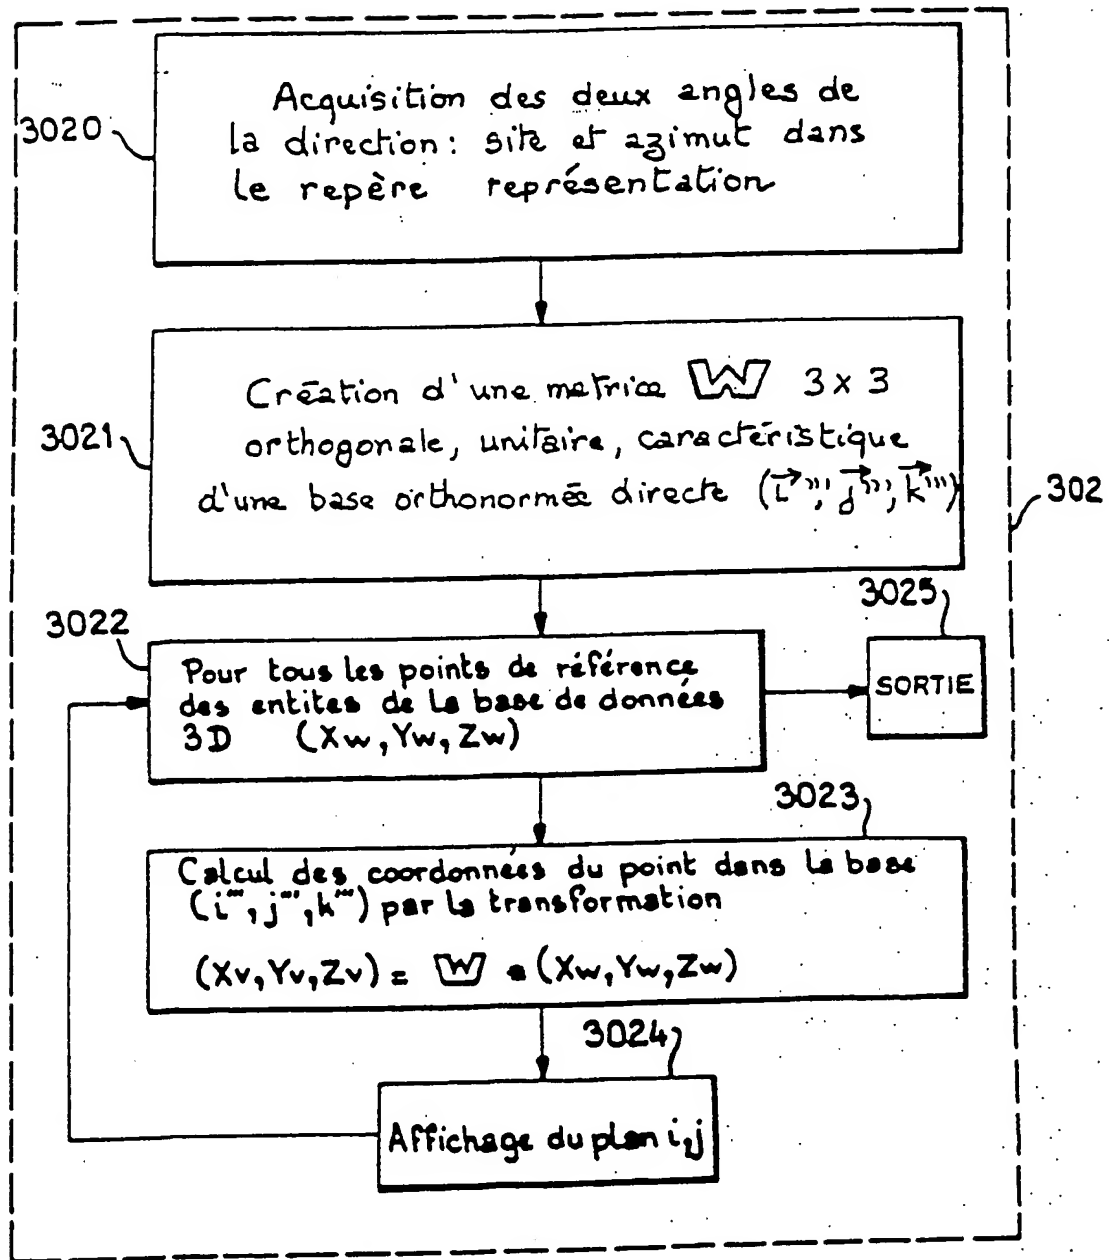 3020
Acquisition des deux angles de
la direction: site et azimut dans
le repère représentation
3021
Création d'une matrice W 3 x 3
orthogonale, unitaire, caractéristique
d'une base orthonormée directe (i''', j''', k''')
302
3022
Pour tous les points de référence
des entites de la base de données
3D (Xw, Yw, Zw)
3025
SORTIE
3023
Calcul des coordonnées du point dans la base
(i''', j''', k''') par la transformation
(Xv, Yv, Zv) = W * (Xw, Yw, Zw)
3024
Affichage du plan i, j